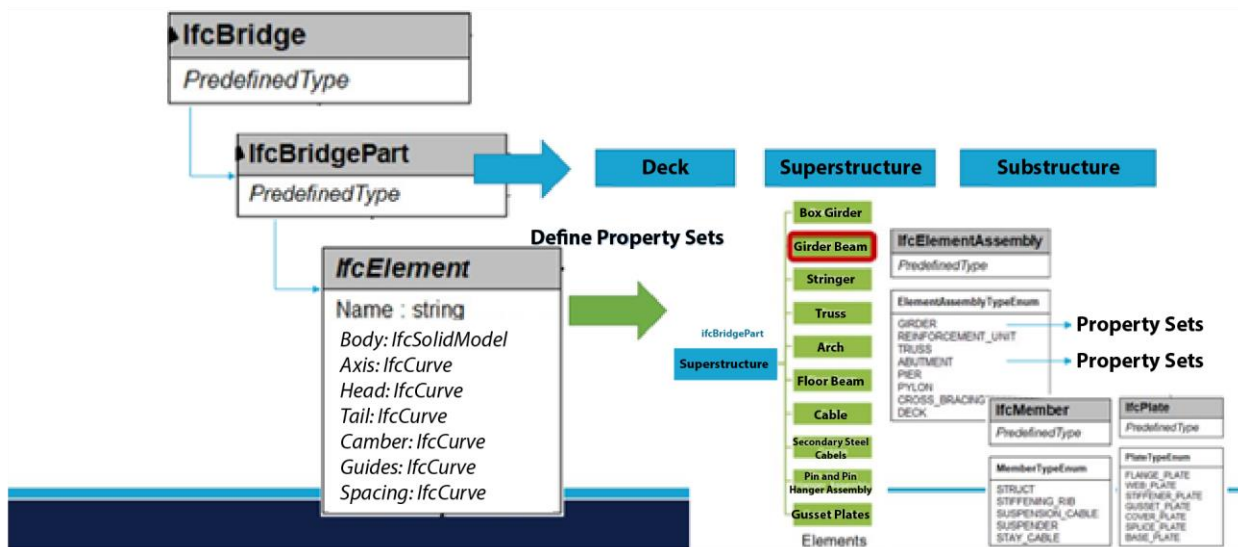 IfcBridge
PredefinedType
IfcBridgePart
PredefinedType
Deck
Superstructure
Substructure
Define Property Sets
IfcElement
Name : string
Body: IfcSolidModel
Axis: IfcCurve
Head: IfcCurve
Tail: IfcCurve
Camber: IfcCurve
Guides: IfcCurve
Spacing: IfcCurve
ifcBridgePart
Superstructure
Box Girder
Girder Beam
Stringer
Truss
Arch
Floor Beam
Cable
Secondary Steel
Cabels
Pin and Pin
Hanger Assembly
Gusset Plates
Elements
IfcElementAssembly
PredefinedType
ElementAssemblyTypeEnum
GIRDER
REINFORCEMENT_UNIT
TRUSS
ABUTMENT
PIER
PYLON
CROSS_BRACING
DECK
Property Sets
Property Sets
IfcMember
PredefinedType
MemberTypeEnum
STRUCT
STIFFENING_RIB
SUSPENSION_CABLE
SUSPENDER
STAY_CABLE
IfcPlate
PredefinedType
PlateTypeEnum
FLANGE_PLATE
WEB_PLATE
STIFFENER_PLATE
GUSSET_PLATE
COVER_PLATE
SPLICE_PLATE
BASE_PLATE